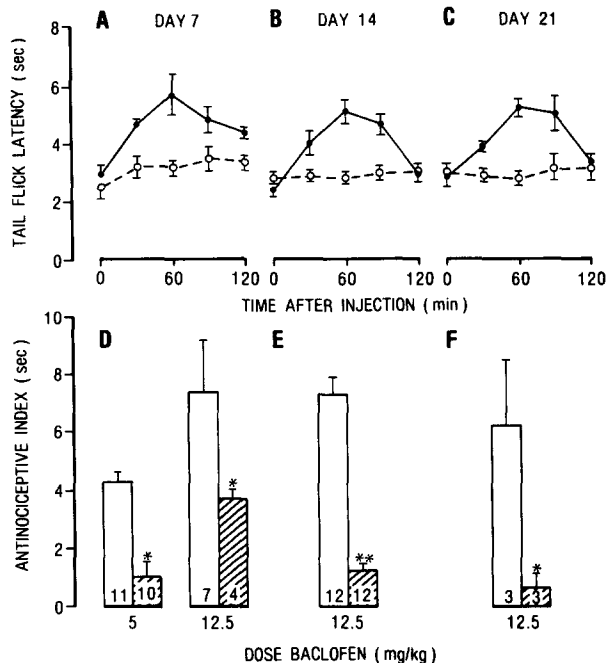 A DAY 7 B DAY 14 C DAY 21
TAIL FLICK LATENCY (sec)
8
6
4
2
0
0 60 120 0 60 120 0 60 120
TIME AFTER INJECTION (min)
ANTINOCICEPTIVE INDEX (sec)
10
8
6
4
2
0
D E F
* * ** *
11 10 7 4 12 12 3 3
5 12.5 12.5 12.5
DOSE BACLOFEN (mg/kg)